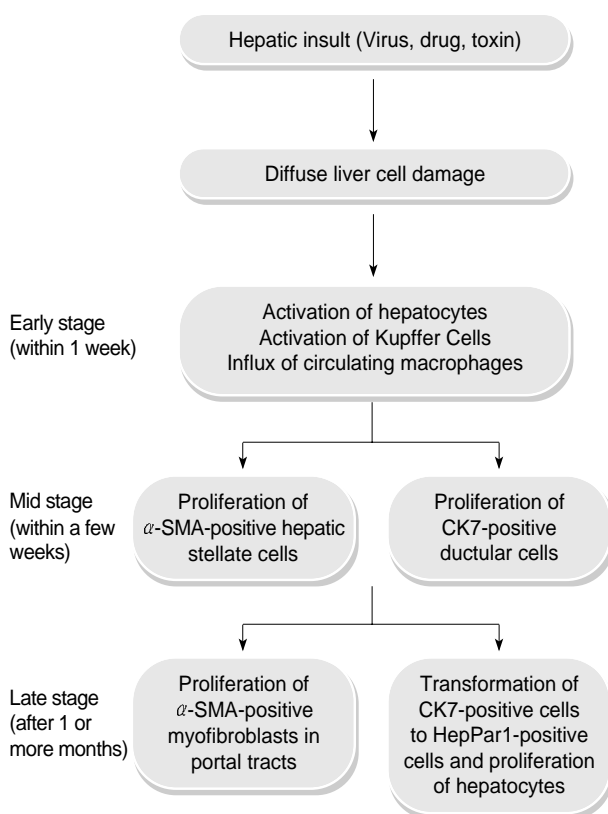 Hepatic insult (Virus, drug, toxin)
Diffuse liver cell damage
Early stage
(within 1 week)
Activation of hepatocytes
Activation of Kupffer Cells
Influx of circulating macrophages
Mid stage
(within a few
weeks)
Proliferation of
α-SMA-positive hepatic
stellate cells
Proliferation of
CK7-positive
ductular cells
Late stage
(after 1 or
more months)
Proliferation of
α-SMA-positive
myofibroblasts in
portal tracts
Transformation of
CK7-positive cells
to HepPar1-positive
cells and proliferation
of hepatocytes